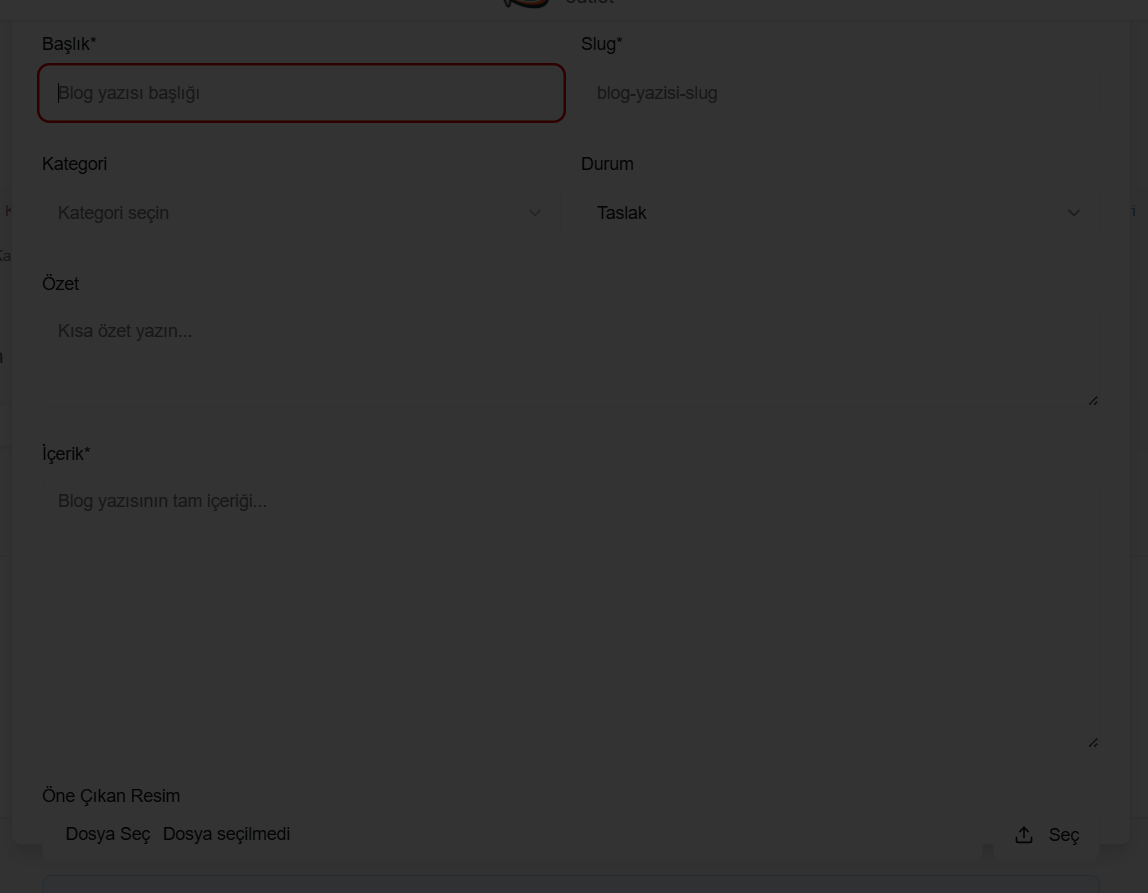 outlet
Başlık*
Slug*
Blog yazısı başlığı
blog-yazisi-slug
Kategori
Durum
Kategori seçin
Taslak
Özet
Kısa özet yazın...
İçerik*
Blog yazısının tam içeriği...
Öne Çıkan Resim
Dosya Seç Dosya seçilmedi
Seç